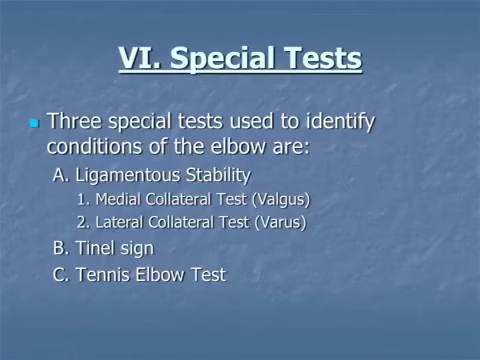 VI. Special Tests
Three special tests used to identify
conditions of the elbow are:
A. Ligamentous Stability
1. Medial Collateral Test (Valgus)
2. Lateral Collateral Test (Varus)
B. Tinel sign
C. Tennis Elbow Test